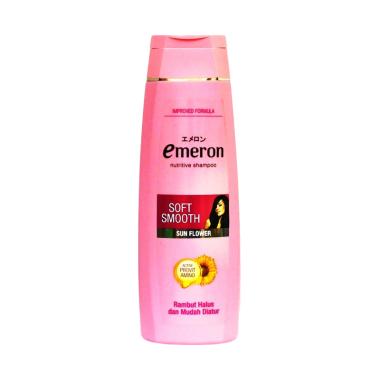 IMPROVED FORMULA
エメロン
emeron
nutritive shampoo
SOFT
SMOOTH
SUN FLOWER
ACTIVE
PROVIT
AMINO
Rambut Halus
dan Mudah Diatur